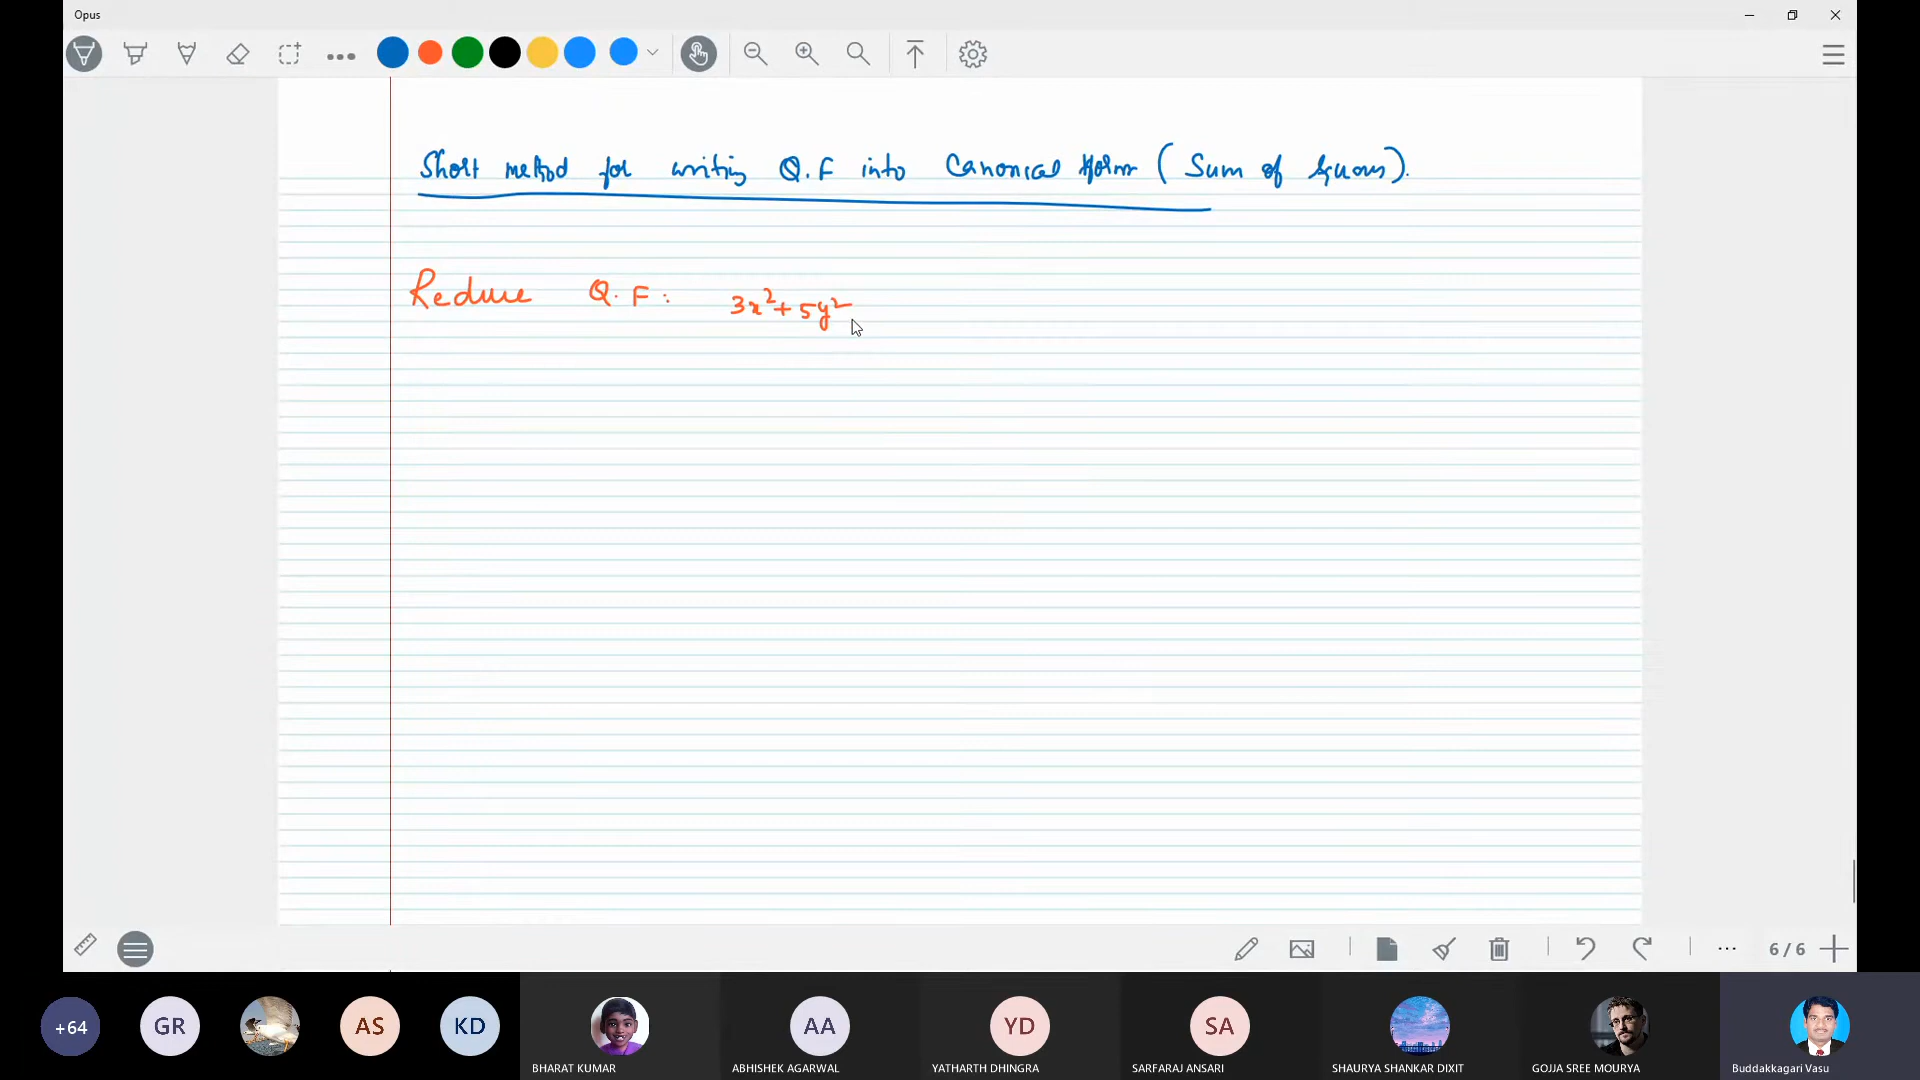 Opus
Short method for writing Q.F into Canonical form (Sum of Squares).
Reduce Q.F: 3x²+5y²
6 / 6
+64
GR
AS
KD
AA
YD
SA
BHARAT KUMAR
ABHISHEK AGARWAL
YATHARTH DHINGRA
SARFARAJ ANSARI
SHAURYA SHANKAR DIXIT
GOJJA SREE MOURYA
Buddakkagari Vasu